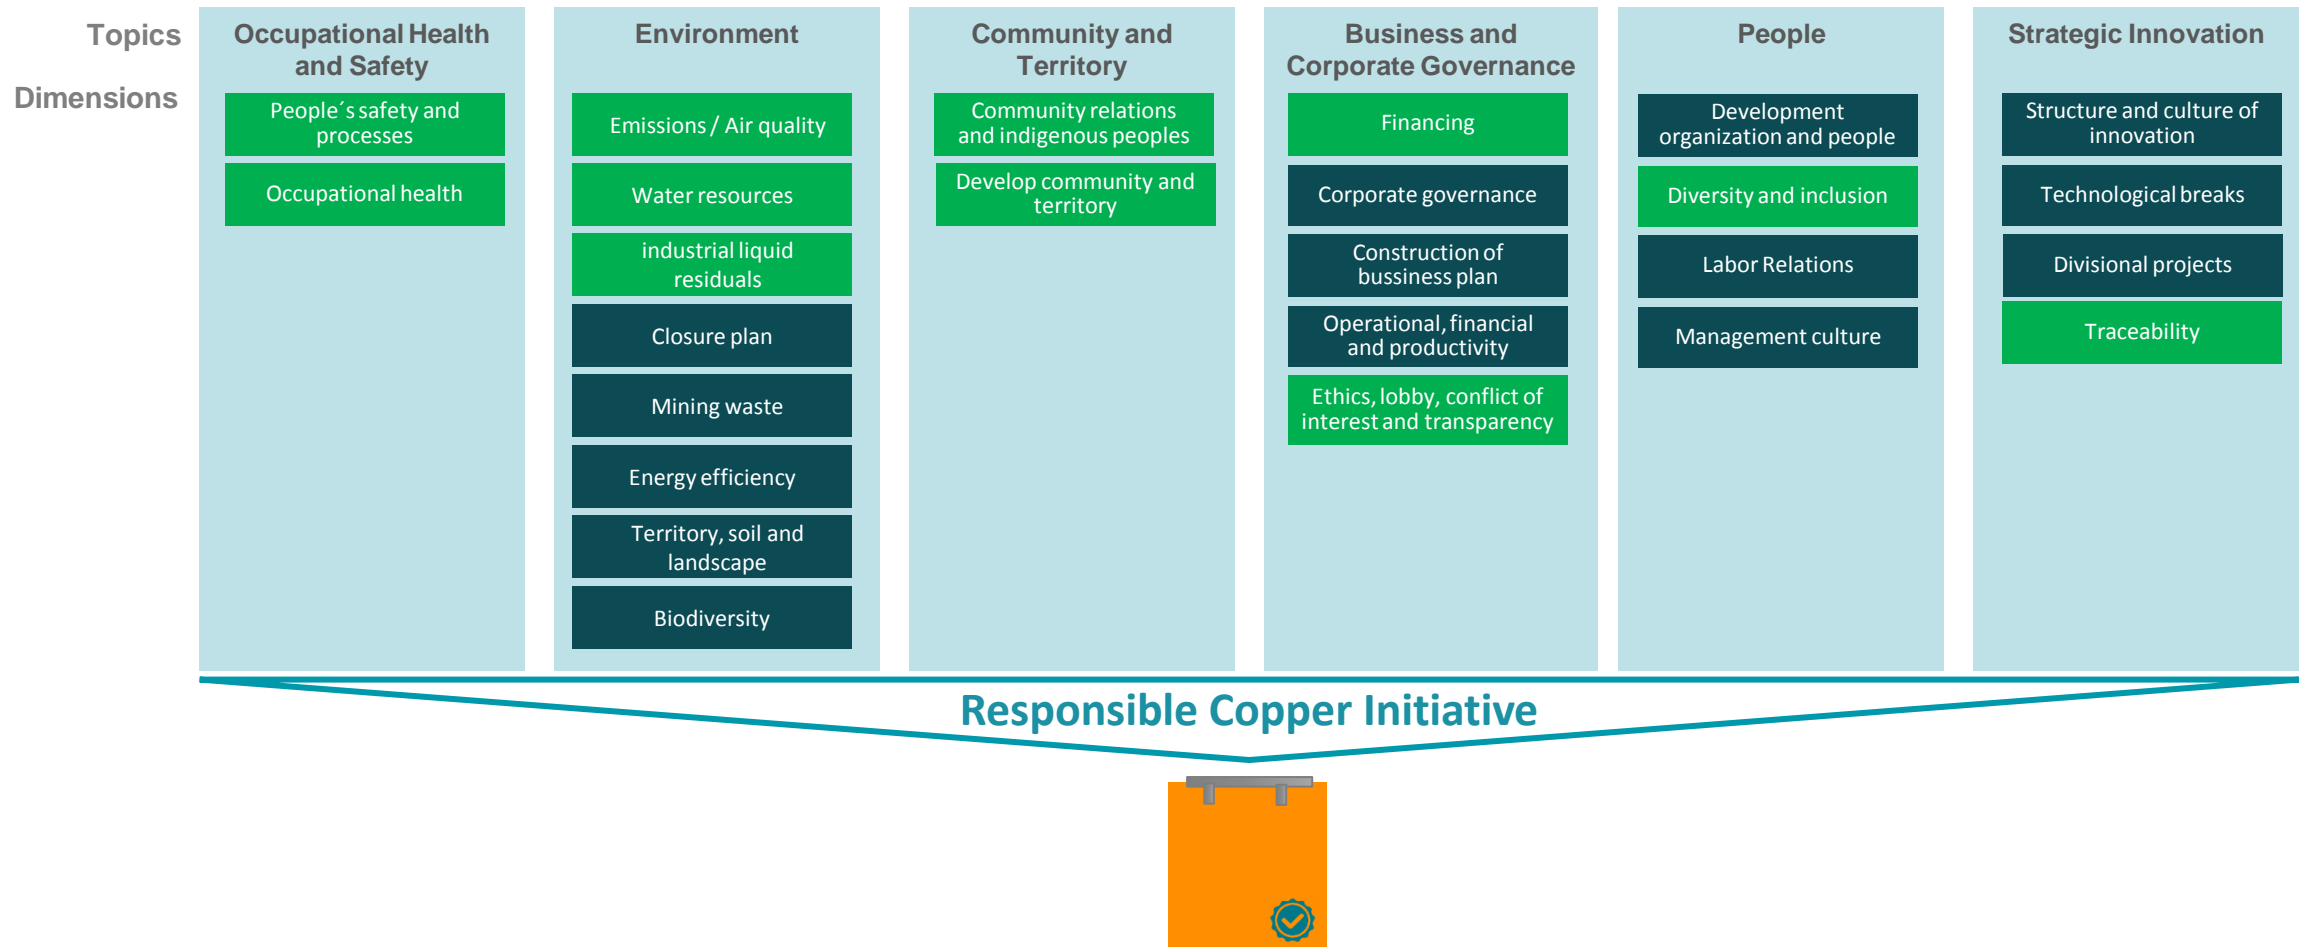 Topics
Dimensions
Occupational Health
and Safety
People´s safety and
processes
Occupational health
Environment
Emissions / Air quality
Water resources
industrial liquid
residuals
Closure plan
Mining waste
Energy efficiency
Territory, soil and
landscape
Biodiversity
Community and
Territory
Community relations
and indigenous peoples
Develop community and
territory
Business and
Corporate Governance
Financing
Corporate governance
Construction of
bussiness plan
Operational, financial
and productivity
Ethics, lobby, conflict of
interest and transparency
People
Development
organization and people
Diversity and inclusion
Labor Relations
Management culture
Strategic Innovation
Structure and culture of
innovation
Technological breaks
Divisional projects
Traceability
Responsible Copper Initiative